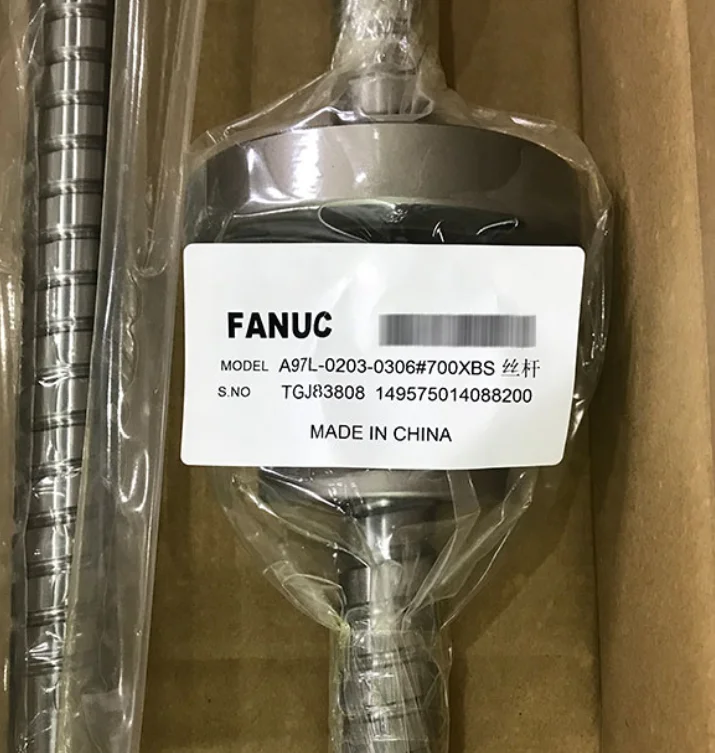 FANUC
MODEL A97L-0203-0306#700XBS 丝杆
S.NO TGJ83808 149575014088200
MADE IN CHINA